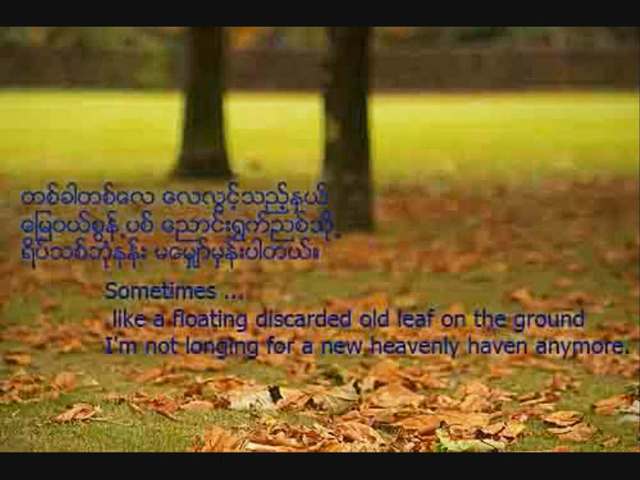 တစ်ခါတစ်လေ လေလွင့်သည့်နယ်
မြေဝယ်စွန့် ပစ် ညောင်းရွက်ညစ်သို့
ရိပ်သစ်ဘုံနန်း မမျှော်မှန်းပါတယ်။
Sometimes ...
like a floating discarded old leaf on the ground
I'm not longing for a new heavenly haven anymore.